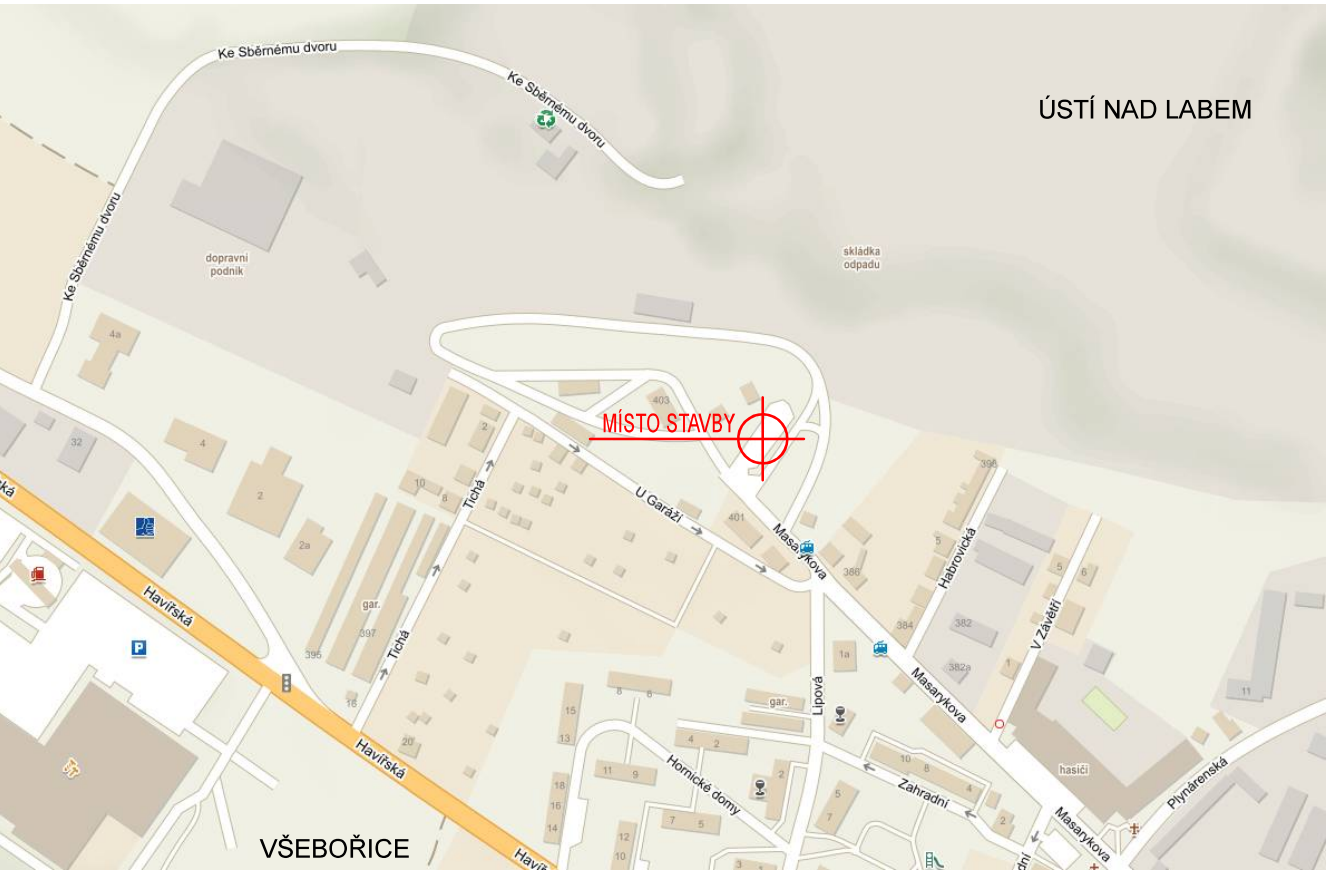 Ke Sběrnému dvoru
Ke Sběrnému dvoru
ÚSTÍ NAD LABEM
Ke Sběrnému dvoru
dopravní
podnik
skládka
odpadu
4a
403
MÍSTO STAVBY
2
4
32
396
10
8
Tichá
U Garáží
401
Masarykova
2
2a
5
Habrovická
386
5
6
gar.
397
Havířská
P
V Závětří
384
382
395
Tichá
1a
382a
1
8
6
11
16
gar.
Lipová
Masarykova
15
13
20
4
2
Havířská
11
9
Hornické domy
2
10
8
4
hasiči
Plynárenská
18
16
14
Zahradní
5
7
7
5
2
12
10
Masarykova
VŠEBOŘICE
3